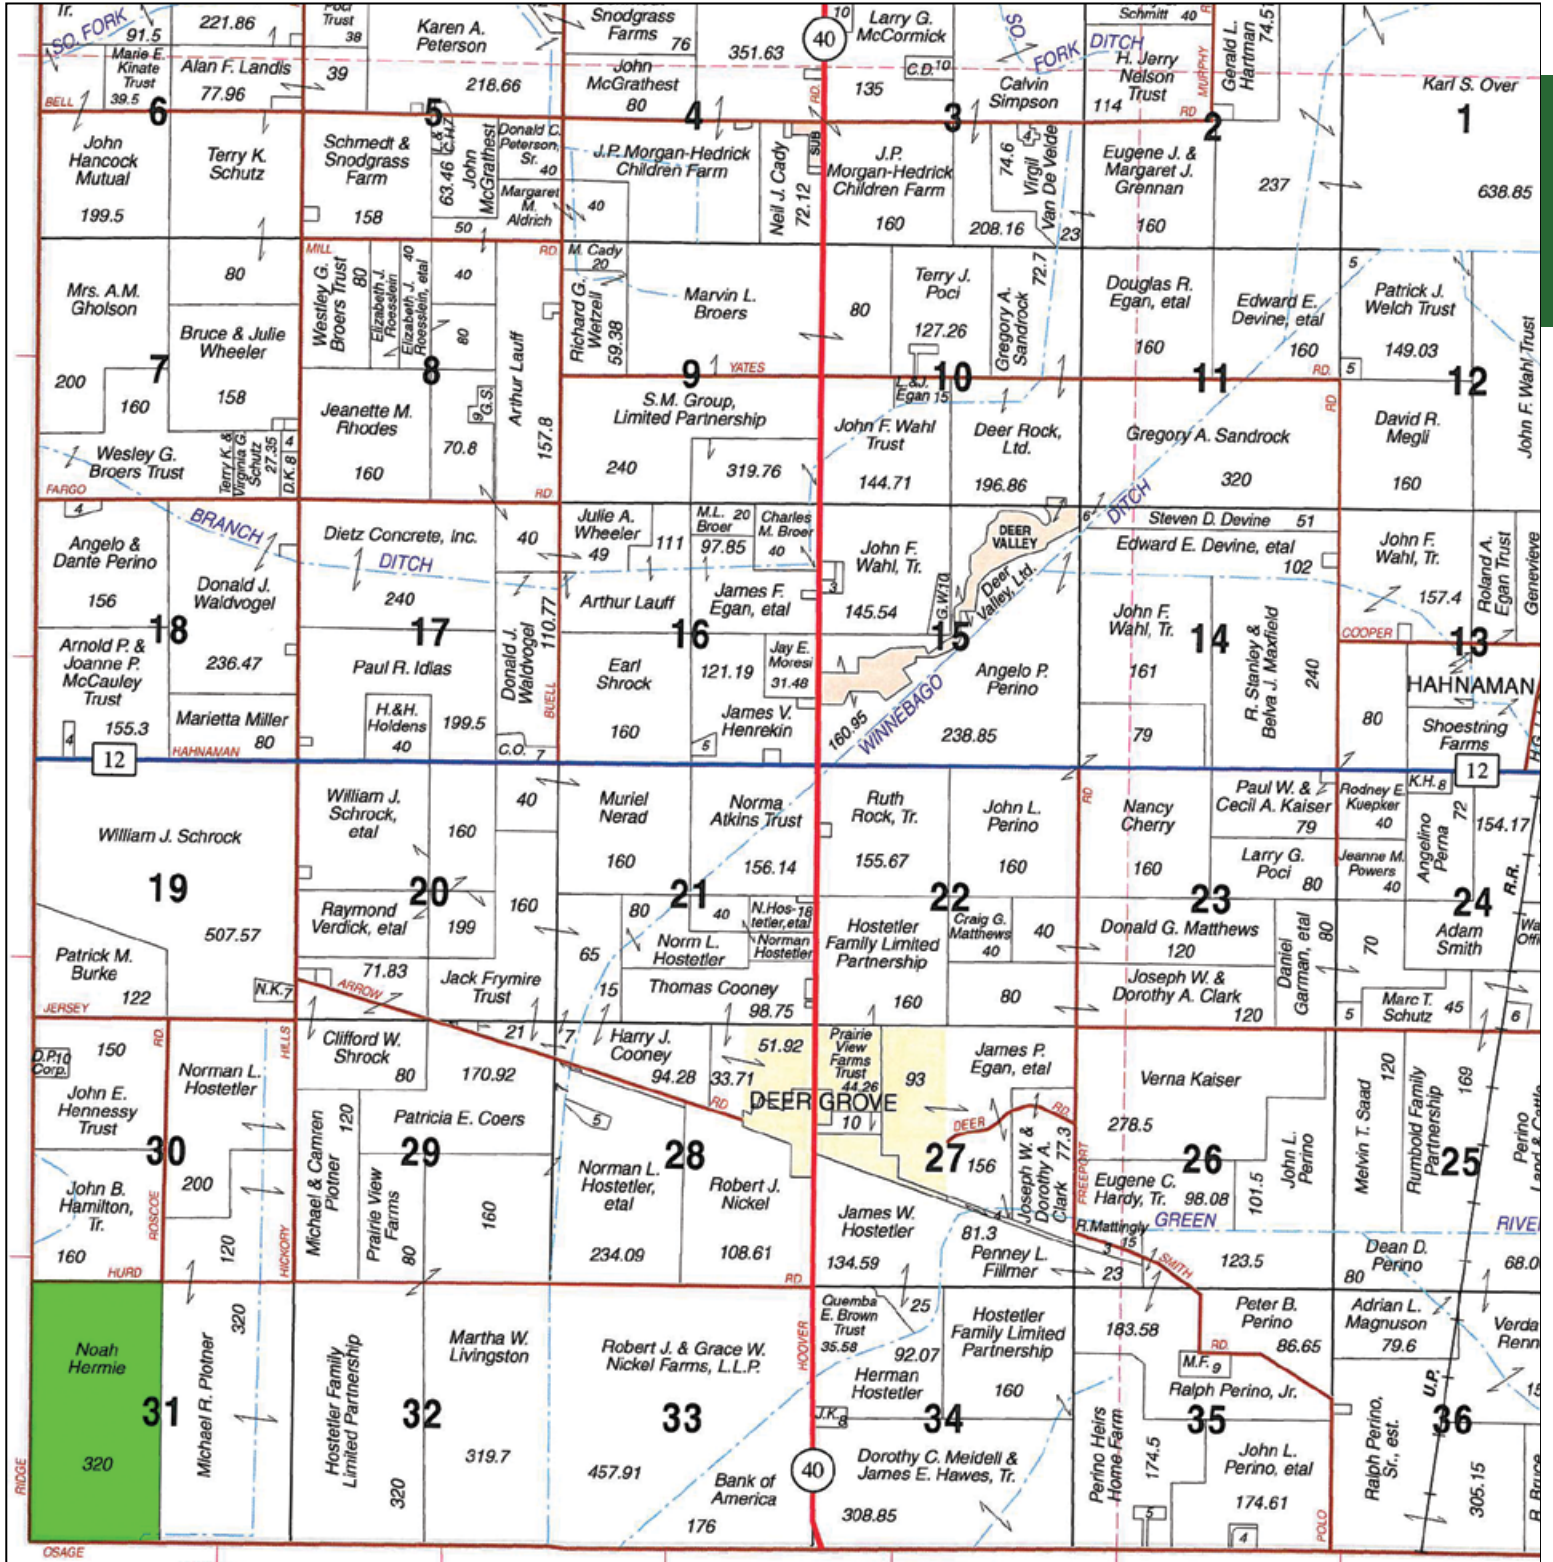 Tr.
SO. FORK
91.5
221.86
Poci
Trust
38
Karen A.
Peterson
218.66
Snodgrass
Farms
76
351.63
10
40
Larry G.
McCormick
C.D. 10
135
SO.
FORK DITCH
Schmitt 40
MURPHY
Gerald L.
Hartman
74.51
Marie E.
Kinate
Trust
39.5
Alan F. Landis
77.96
39
John
McGrathest
80
RD.
Calvin
Simpson
H. Jerry
Nelson
Trust
114
RD
Karl S. Over
638.85
BELL
6
5
4
3
2
1
John
Hancock
Mutual
199.5
Terry K.
Schutz
Schmedt &
Snodgrass
Farm
158
63.46
John
McGrathest
50
Donald C.
Peterson,
Sr.
40
Margaret
M.
Aldrich
J.P. Morgan-Hedrick
Children Farm
40
Neil J. Cady
72.12
SUB
J.P.
Morgan-Hedrick
Children Farm
160
74.6
4
Virgil
Van De Velde
208.16
23
Eugene J. &
Margaret J.
Grennan
160
237
MILL
RD.
Mrs. A.M.
Gholson
200
80
Bruce & Julie
Wheeler
158
160
7
Westley G.
Broers Trust
80
Elizabeth J.
Roesslein
Elizabeth J.
Roesslein, etal
40
40
80
8
Arthur Lauff
157.8
M. Cady
20
Richard G.
Wetzell
59.38
Marvin L.
Broers
9
YATES
80
Terry J.
Poci
127.26
Gregory A.
Sandrock
72.7
10
Douglas R.
Egan, etal
160
Edward E.
Devine, etal
160
11
RD.
5
Patrick J.
Welch Trust
149.03
5
12
John F. Wahl Trust
Wesley G.
Broers Trust
Terry K. &
Virginia G.
Schutz
27.35
D.K. 8
4
Jeanette M.
Rhodes
160
9
G.S.
70.8
S.M. Group,
Limited Partnership
240
319.76
L.&J.
Egan 15
John F. Wahl
Trust
144.71
Deer Rock,
Ltd.
196.86
Gregory A. Sandrock
320
RD
David R.
Megli
160
FARGO
RD
4
BRANCH
DITCH
Angelo &
Dante Perino
156
Donald J.
Waldvogel
236.47
18
Dietz Concrete, Inc.
240
40
17
Julie A.
Wheeler
49
111
M.L. 20
Broer
97.85
Charles
M. Broer
40
Arthur Lauff
James F.
Egan, etal
16
3
John F.
Wahl, Tr.
145.54
G.W. 10
DEER
VALLEY
Deer
Valley, Ltd.
6
DITCH
15
Steven D. Devine 51
Edward E. Devine, etal
102
John F.
Wahl, Tr.
161
14
R. Stanley &
Belva J. Maxfield
240
John F.
Wahl, Tr.
157.4
Roland A.
Egan Trust
Genevieve
COOPER
13
HAHNAMAN
Arnold P. &
Joanne P.
McCauley
Trust
155.3
4
Marietta Miller
80
Paul R. Idlas
H.&H.
Holdens
40
199.5
Donald J.
Waldvogel
110.77
BUELL
C.O.
7
Earl
Shrock
160
121.19
Jay E.
Moresi
31.48
James V.
Henrekin
5
160.95
WINNEBAGO
Angelo P.
Perino
238.85
79
80
Shoestring
Farms
HAHNAMAN
12
12
William J. Schrock
19
507.57
William J.
Schrock,
etal
160
40
20
Muriel
Nerad
160
Norma
Atkins Trust
156.14
21
Ruth
Rock, Tr.
155.67
John L.
Perino
160
22
RD
Nancy
Cherry
160
Paul W. &
Cecil A. Kaiser
79
Larry G.
Poci
80
23
Rodney E.
Kuepker
40
Jeanne M.
Powers
40
K.H. 8
Angelino
Perna
72
154.17
24
R.R.
Patrick M.
Burke
122
N.K. 7
JERSEY
Raymond
Verdick, etal
199
160
71.83
ARROW
Jack Frymire
Trust
65
15
80
40
N.Hos-18
tetler, etal
Norm L.
Hostetler
Norman
Hostetler
Thomas Cooney
98.75
Hostetler
Family Limited
Partnership
160
Craig G.
Matthews
40
40
80
Donald G. Matthews
120
Joseph W. &
Dorothy A. Clark
120
Daniel
Garman, etal
80
70
Adam
Smith
5
Marc T.
Schutz
45
6
D.P. 10
Corp.
150
RD.
John E.
Hennessy
Trust
Norman L.
Hostetler
HILLS
30
Clifford W.
Shrock
80
170.92
21
7
Michael & Camren
Plotner
120
Patricia E. Coers
29
Harry J.
Cooney
94.28
33.71
RD
51.92
DEER GROVE
Prairie
View
Farms
Trust
44.26
10
93
James P.
Egan, etal
DEER
RD.
27
156
Joseph W. &
Dorothy A.
Clark 77.3
FREEPORT
Verna Kaiser
278.5
26
Melvin T. Saad
120
Rumbold Family
Partnership
169
25
Perino
John B.
Hamilton,
Tr.
160
ROSCOE
200
120
HICKORY
HURD
Prairie View
Farms
80
160
5
Norman L.
Hostetler,
etal
234.09
28
Robert J.
Nickel
108.61
RD
James W.
Hostetler
134.59
4
81.3
Penney L.
Fillmer
Eugene C.
Hardy, Tr. 98.08
101.5
John L.
Perino
R.Mattingly
15
3
GREEN
SMITH
23
123.5
Dean D.
Perino
80
Noah
Hermie
320
31
Michael R. Plotner
320
Hostetler Family
Limited Partnership
320
32
Martha W.
Livingston
319.7
Robert J. & Grace W.
Nickel Farms, L.L.P.
33
457.91
HOOVER
Bank of
America
176
Quemba
E. Brown
Trust
35.58
25
92.07
Herman
Hostetler
J.K. 8
40
Hostetler
Family Limited
Partnership
160
34
Dorothy C. Meidell &
James E. Hawes, Tr.
308.85
183.58
Peter B.
Perino
86.65
RD.
M.F. 9
Ralph Perino, Jr.
35
Perino Heirs
Home Farm
174.5
5
John L.
Perino, etal
174.61
4
POLO
Adrian L.
Magnuson
79.6
U.P.
36
Ralph Perino,
Sr., est.
305.15
RIDGE
OSAGE